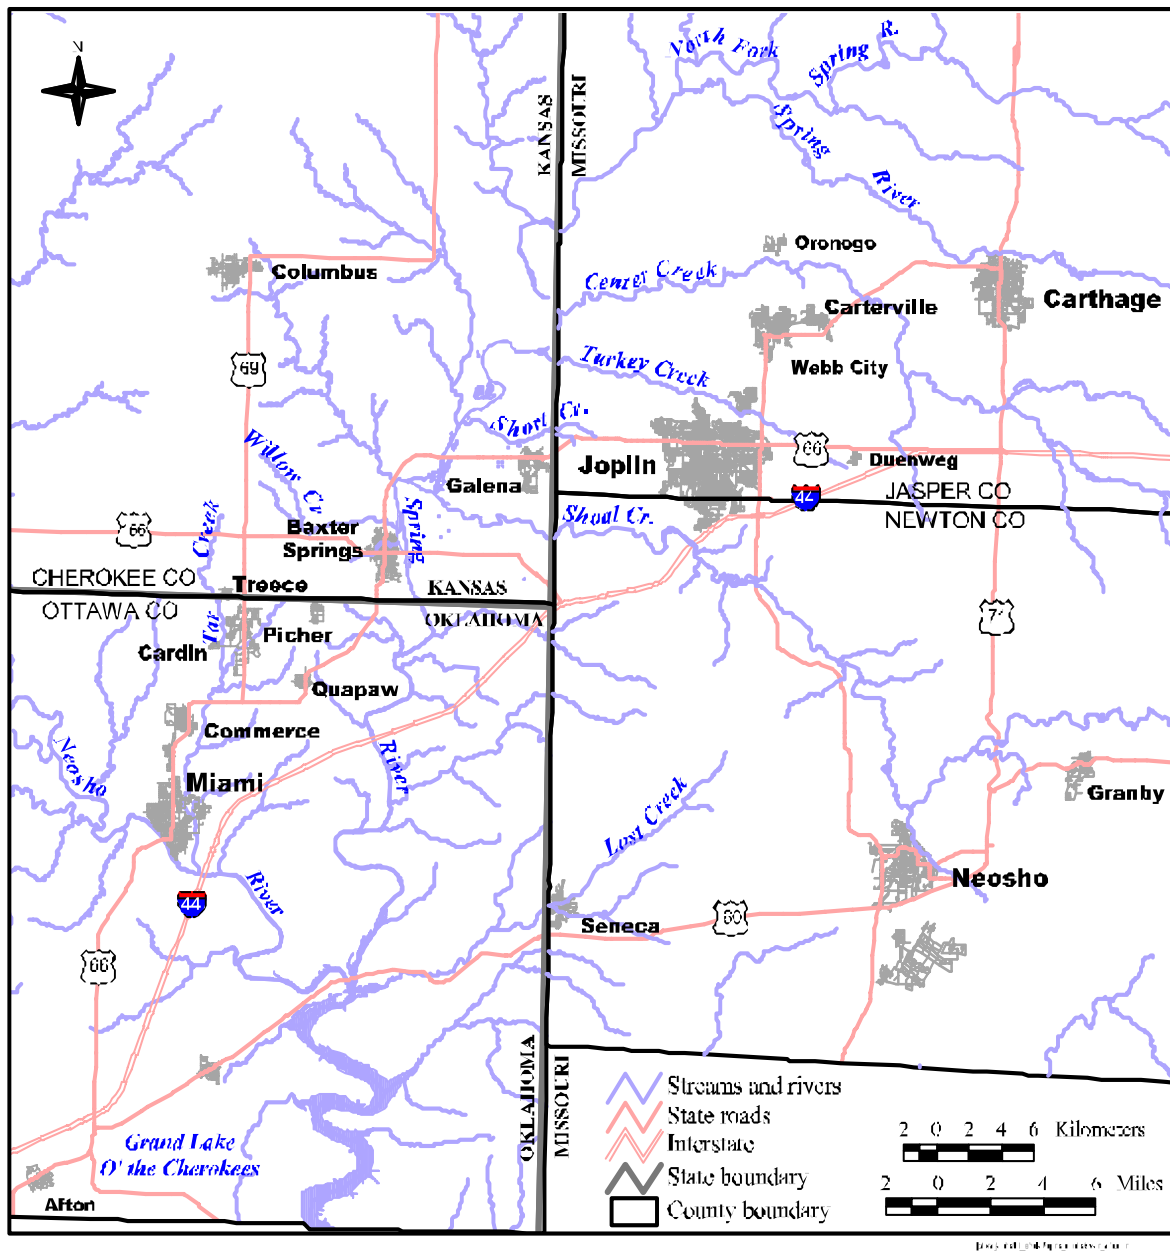 N
North Fork
Spring R.
KANSAS
MISSOURI
Spring
River
Oronogo
Columbus
Center Creek
Carthage
Carterville
69
Turkey Creek
Webb City
Short Cr.
Willow Cr.
66
Joplin
Duenweg
Galena
44
JASPER CO
NEWTON CO
Shoal Cr.
Creek
Spring
66
Baxter
Springs
CHEROKEE CO
Treece
KANSAS
OTTAWA CO
OKLAHOMA
Tar
Picher
71
Cardin
Quapaw
Commerce
Neosho
River
Miami
Granby
Lost Creek
Neosho
River
44
Seneca
60
66
OKLAHOMA
MISSOURI
Streams and rivers
State roads
Interstate
State boundary
County boundary
2 0 2 4 6 Kilometers
2 0 2 4 6 Miles
Grand Lake
O' the Cherokees
Afton